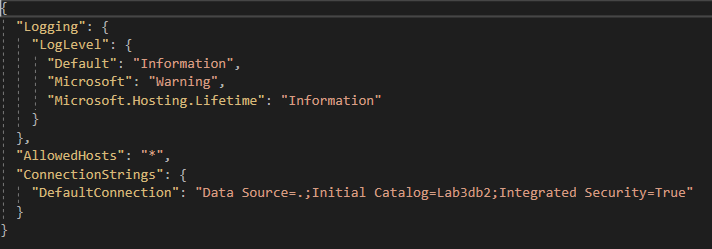 {
"Logging": {
"LogLevel": {
"Default": "Information",
"Microsoft": "Warning",
"Microsoft.Hosting.Lifetime": "Information"
}
},
"AllowedHosts": "*",
"ConnectionStrings": {
"DefaultConnection": "Data Source=.;Initial Catalog=Lab3db2;Integrated Security=True"
}
}